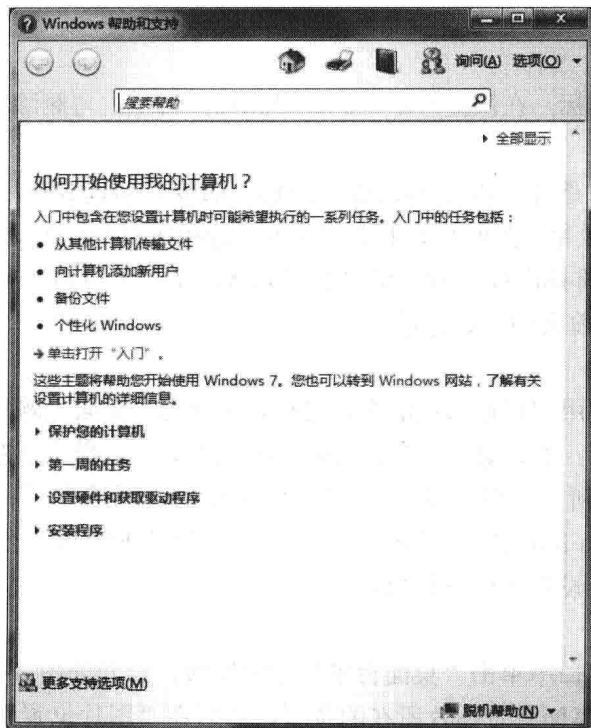 Windows 帮助和支持
询问(A) 选项(O)
搜索帮助
全部显示
如何开始使用我的计算机？
入门中包含在您设置计算机时可能希望执行的一系列任务。入门中的任务包括：
• 从其他计算机传输文件
• 向计算机添加新用户
• 备份文件
• 个性化 Windows
→ 单击打开“入门”。
这些主题将帮助您开始使用 Windows 7。您也可以转到 Windows 网站，了解有关
设置计算机的详细信息。
保护您的计算机
第一周的任务
设置硬件和获取驱动程序
安装程序
更多支持选项(M)
脱机帮助(N)